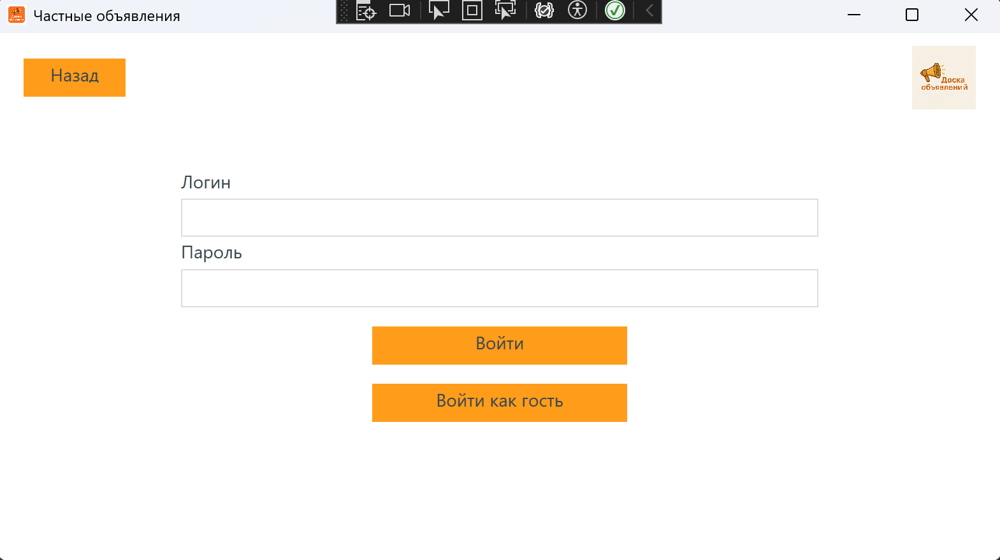 Частные объявления
Назад
Доска
объявлений
Логин
Пароль
Войти
Войти как гость